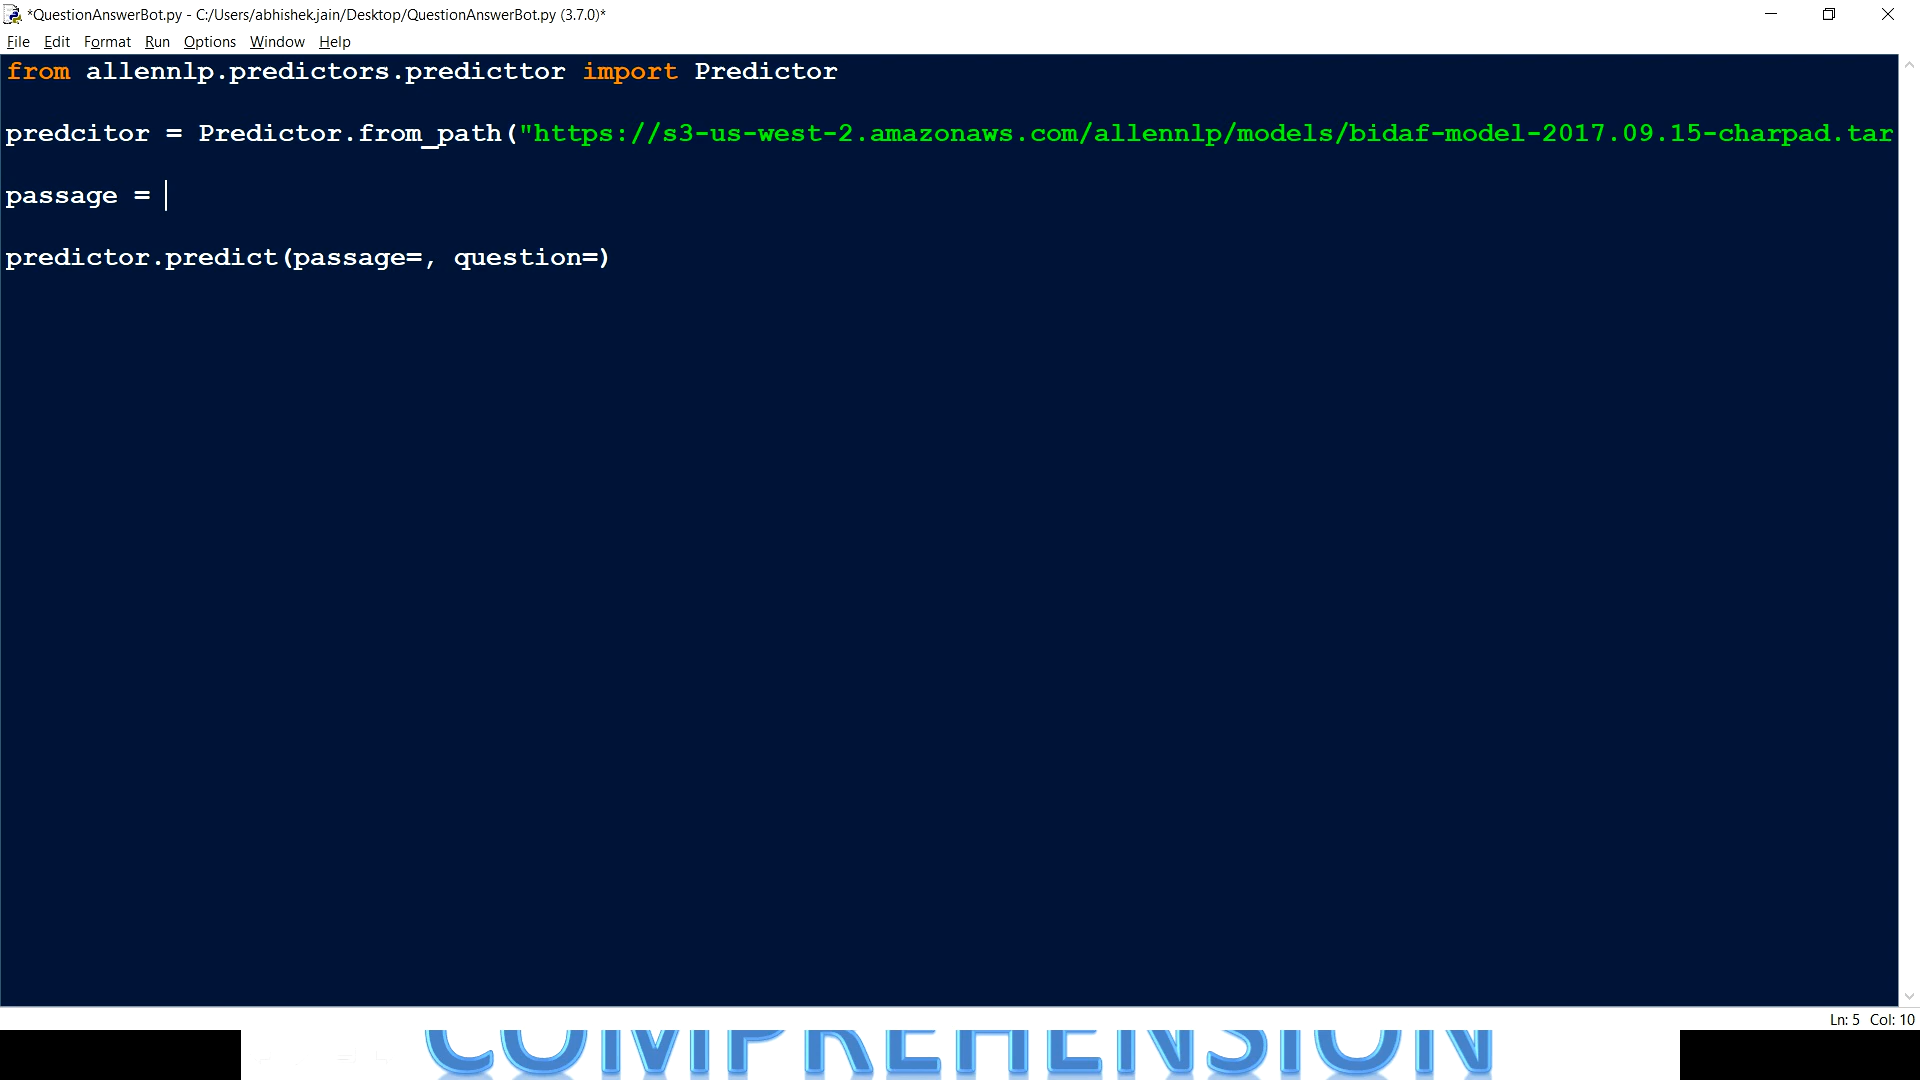 *QuestionAnswerBot.py - C:/Users/abhishek.jain/Desktop/QuestionAnswerBot.py (3.7.0)*
File Edit Format Run Options Window Help
from allennlp.predictors.predicttor import Predictor
predcitor = Predictor.from_path("https://s3-us-west-2.amazonaws.com/allennlp/models/bidaf-model-2017.09.15-charpad.tar
passage =
predictor.predict(passage=, question=)
Ln: 5 Col: 10
COMPREHENSION